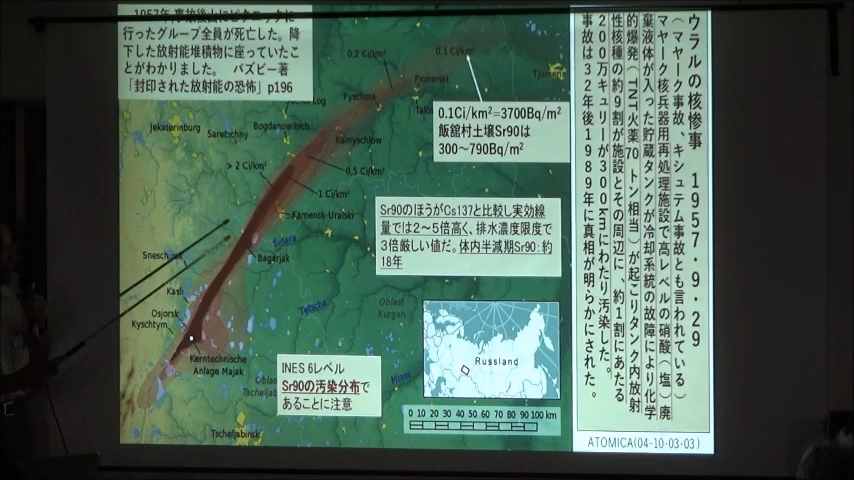 1957年 事故後山にピクニックに
行ったグループ全員が死亡した。降
下した放射能堆積物に座っていたこ
とがわかりました。 バズビー著
「封印された放射能の恐怖」p196
0,2 Ci/km²
0,1 Ci/km²
Pjonerski
Tjumen
Pyschma
Jekaterinburg
Saretschny
Bogdanowitsch
Kamyschlow
> 2 Ci/km²
0,5 Ci/km²
1 Ci/km²
Kamensk-Uralski
Sinara
Bagarjak
Kasli
Osjorsk
Kyschtym
Tetscha
Oblast
Kurgan
Kerntechnische
Anlage Majak
Miass
Tscheljabinsk
0.1Ci/km²=3700Bq/m²
飯舘村土壌Sr90は
300~790Bq/m²
Sr90のほうがCs137と比較し実効線
量では2~5倍高く、排水濃度限度で
3倍厳しい値だ。体内半減期Sr90:約
18年
INES 6レベル
Sr90の汚染分布で
あることに注意
Russland
0 10 20 30 40 50 60 70 80 90 100 km
ウラルの核惨事 1957・9・29
(マヤーク事故、キシュテム事故とも言われている)
マヤーク核兵器用再処理施設で高レベルの硝酸(塩)廃
棄液体が入った貯蔵タンクが冷却系統の故障により化学
的爆発(TNT火薬70トン相当)が起こりタンク内放射
性核種の約9割が施設とその周辺に、約1割にあたる
200万キュリーが300kmにわたり汚染した。
事故は32年後1989年に真相が明らかにされた。
ATOMICA(04-10-03-03)